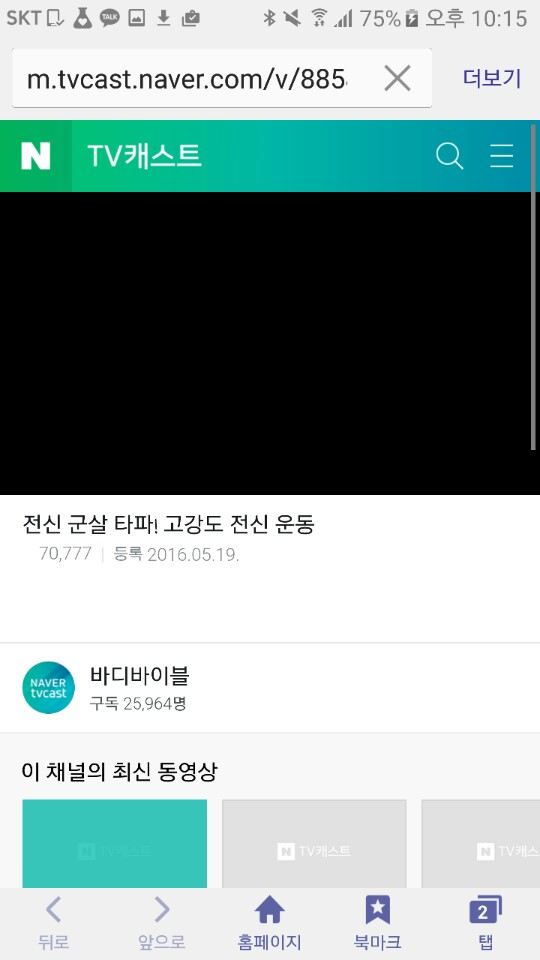 SKT TALK 75% 오후 10:15
m.tvcast.naver.com/v/885 더보기
N TV캐스트
전신 군살 타파! 고강도 전신 운동
70,777 | 등록 2016.05.19.
NAVER
tvcast
바디바이블
구독 25,964명
이 채널의 최신 동영상
N TV캐스트 N TV캐스트 N TV캐스
2
뒤로 앞으로 홈페이지 북마크 탭